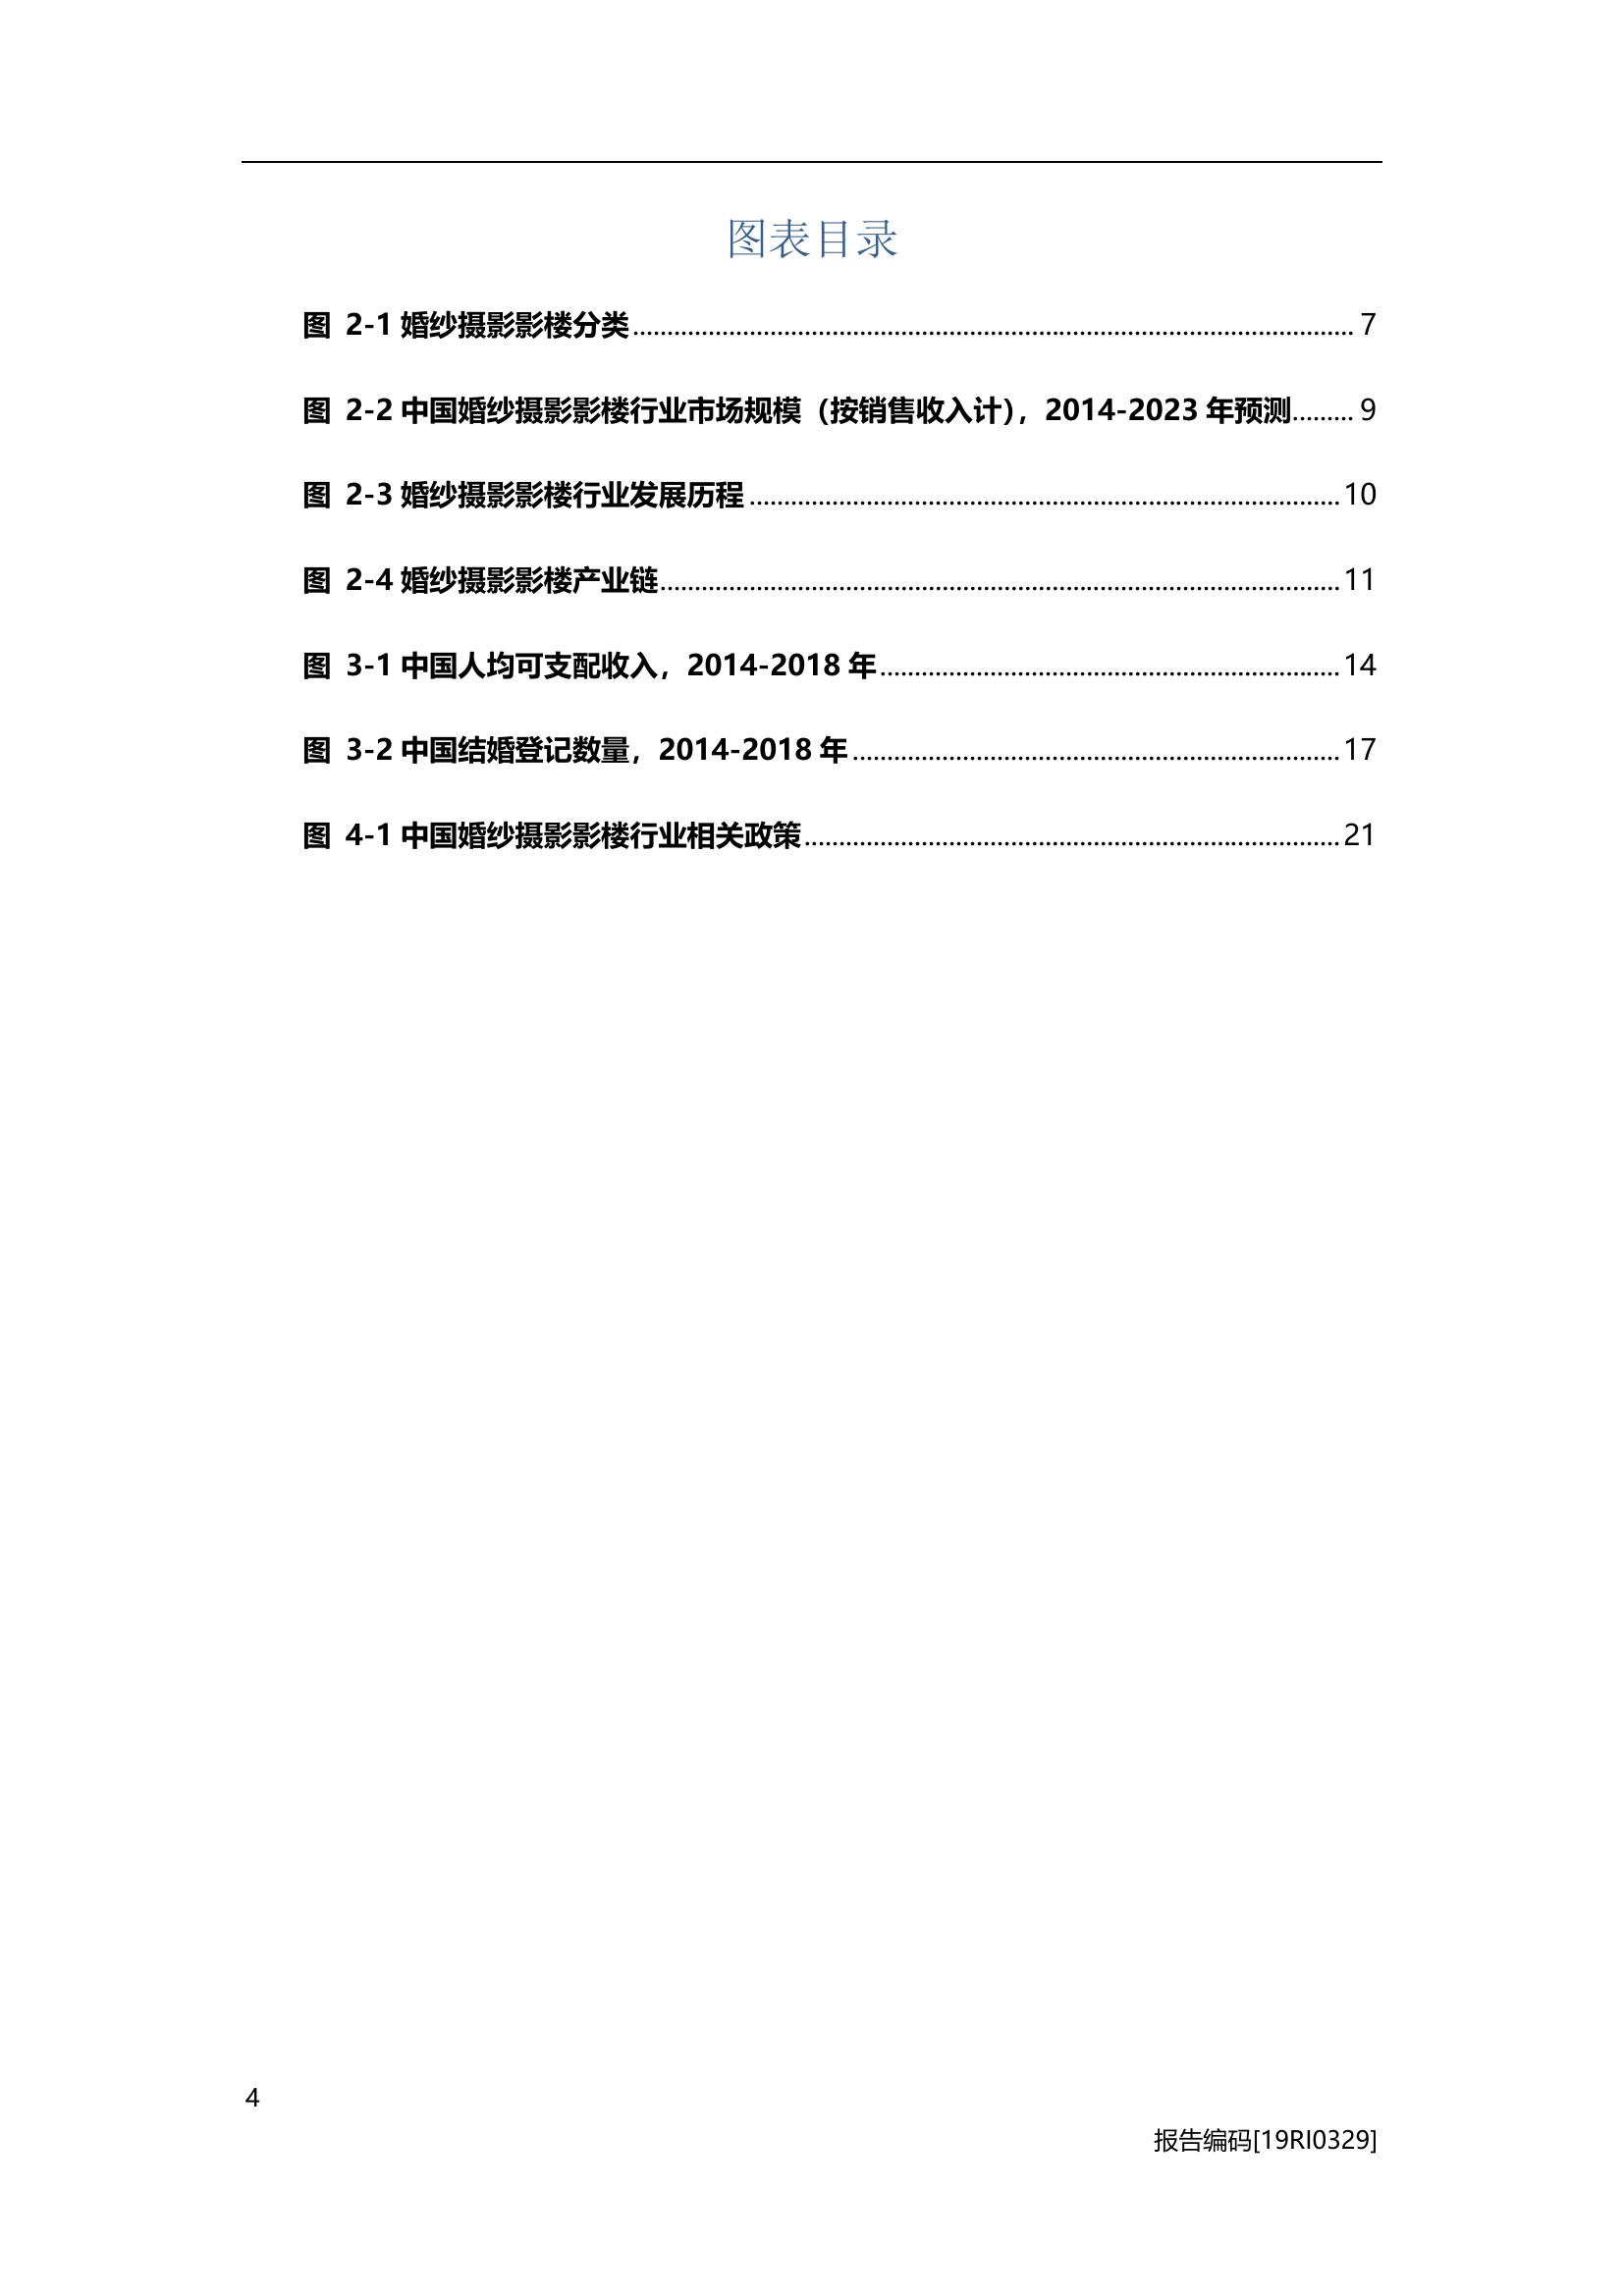 图表目录
图 2-1 婚纱摄影影楼分类........................................ 7
图 2-2 中国婚纱摄影影楼行业市场规模（按销售收入计），2014-2023 年预测......... 9
图 2-3 婚纱摄影影楼行业发展历程........................................ 10
图 2-4 婚纱摄影影楼产业链........................................ 11
图 3-1 中国人均可支配收入，2014-2018 年........................................ 14
图 3-2 中国结婚登记数量，2014-2018 年........................................ 17
图 4-1 中国婚纱摄影影楼行业相关政策........................................ 21
4
报告编码[19RI0329]